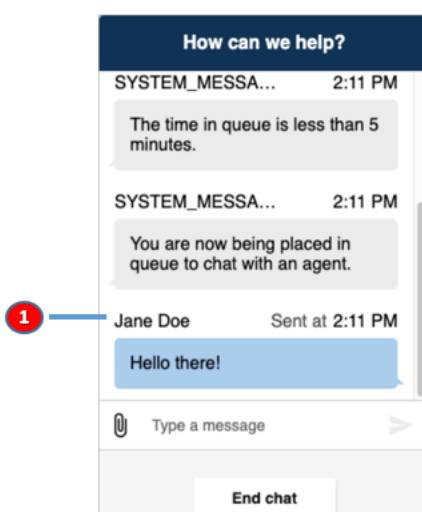 How can we help?
SYSTEM_MESSA... 2:11 PM
The time in queue is less than 5
minutes.
SYSTEM_MESSA... 2:11 PM
You are now being placed in
queue to chat with an agent.
1
Jane Doe Sent at 2:11 PM
Hello there!
Type a message
End chat